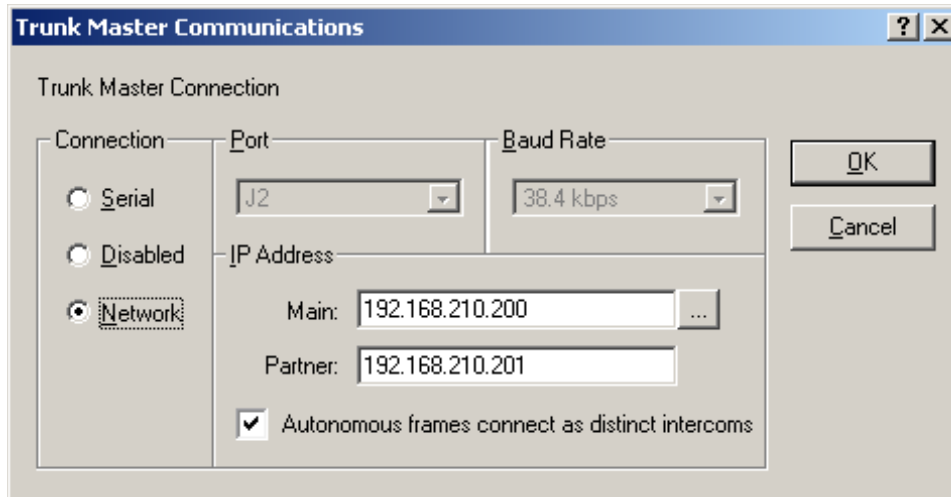 Trunk Master Communications
Trunk Master Connection
Connection
Serial
Disabled
Network
Port
J2
Baud Rate
38.4 kbps
IP Address
Main: 192.168.210.200 ...
Partner: 192.168.210.201
Autonomous frames connect as distinct intercoms
OK
Cancel